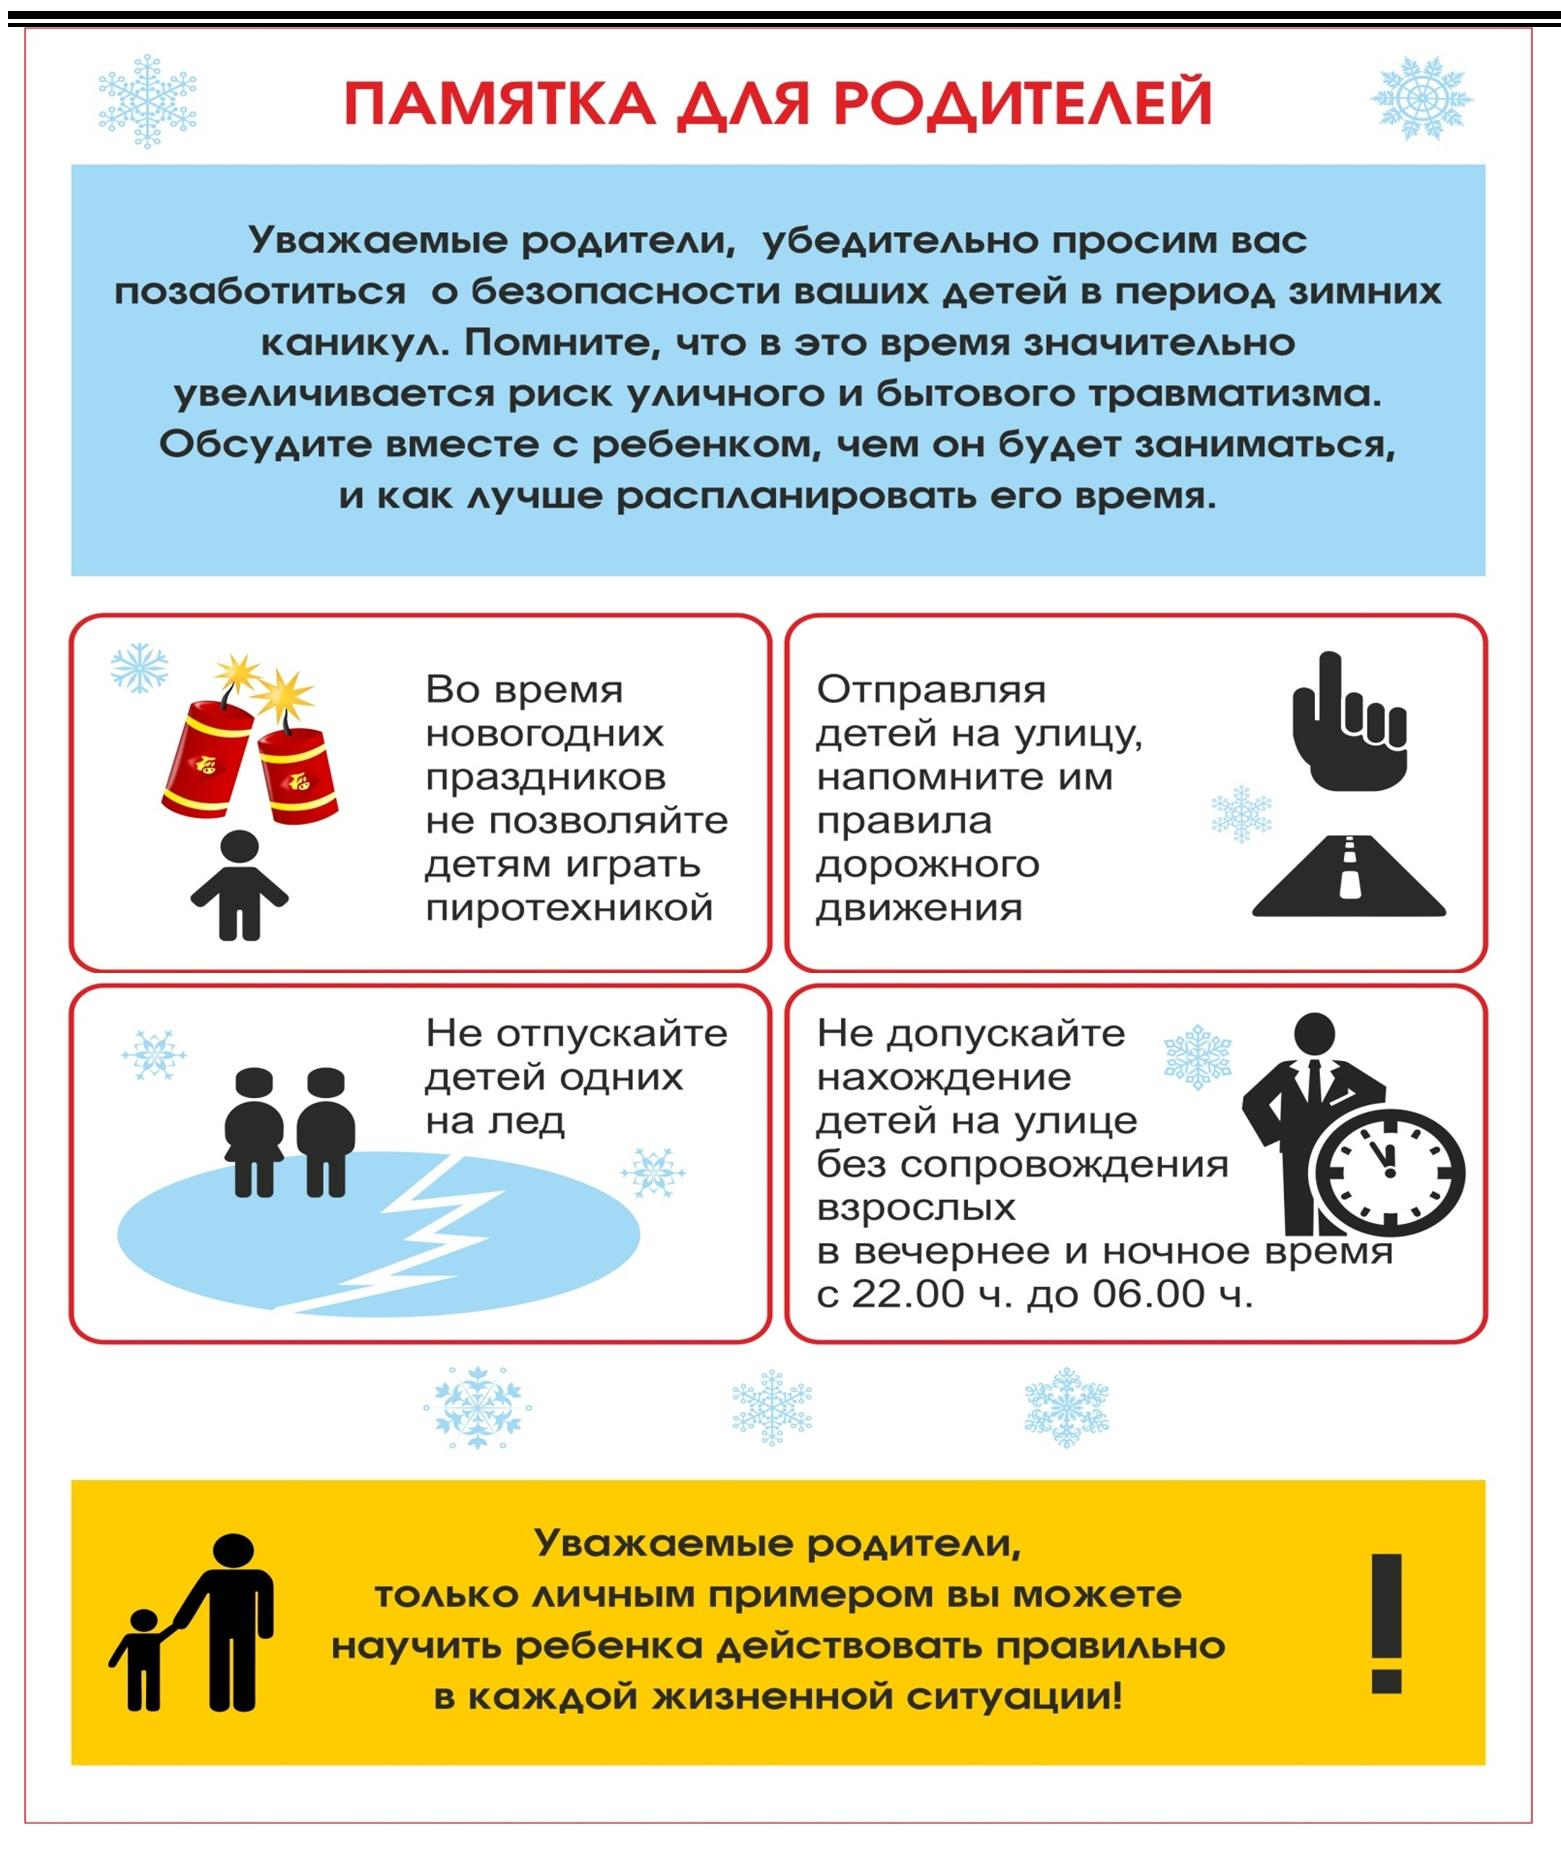 ПАМЯТКА ДЛЯ РОДИТЕЛЕЙ
Уважаемые родители, убедительно просим вас
позаботиться о безопасности ваших детей в период зимних
каникул. Помните, что в это время значительно
увеличивается риск уличного и бытового травматизма.
Обсудите вместе с ребенком, чем он будет заниматься,
и как лучше распланировать его время.
Во время
новогодних
праздников
не позволяйте
детям играть
пиротехникой
Отправляя
детей на улицу,
напомните им
правила
дорожного
движения
Не отпускайте
детей одних
на лед
Не допускайте
нахождение
детей на улице
без сопровождения
взрослых
в вечернее и ночное время
с 22.00 ч. до 06.00 ч.
Уважаемые родители,
только личным примером вы можете
научить ребенка действовать правильно
в каждой жизненной ситуации!
!